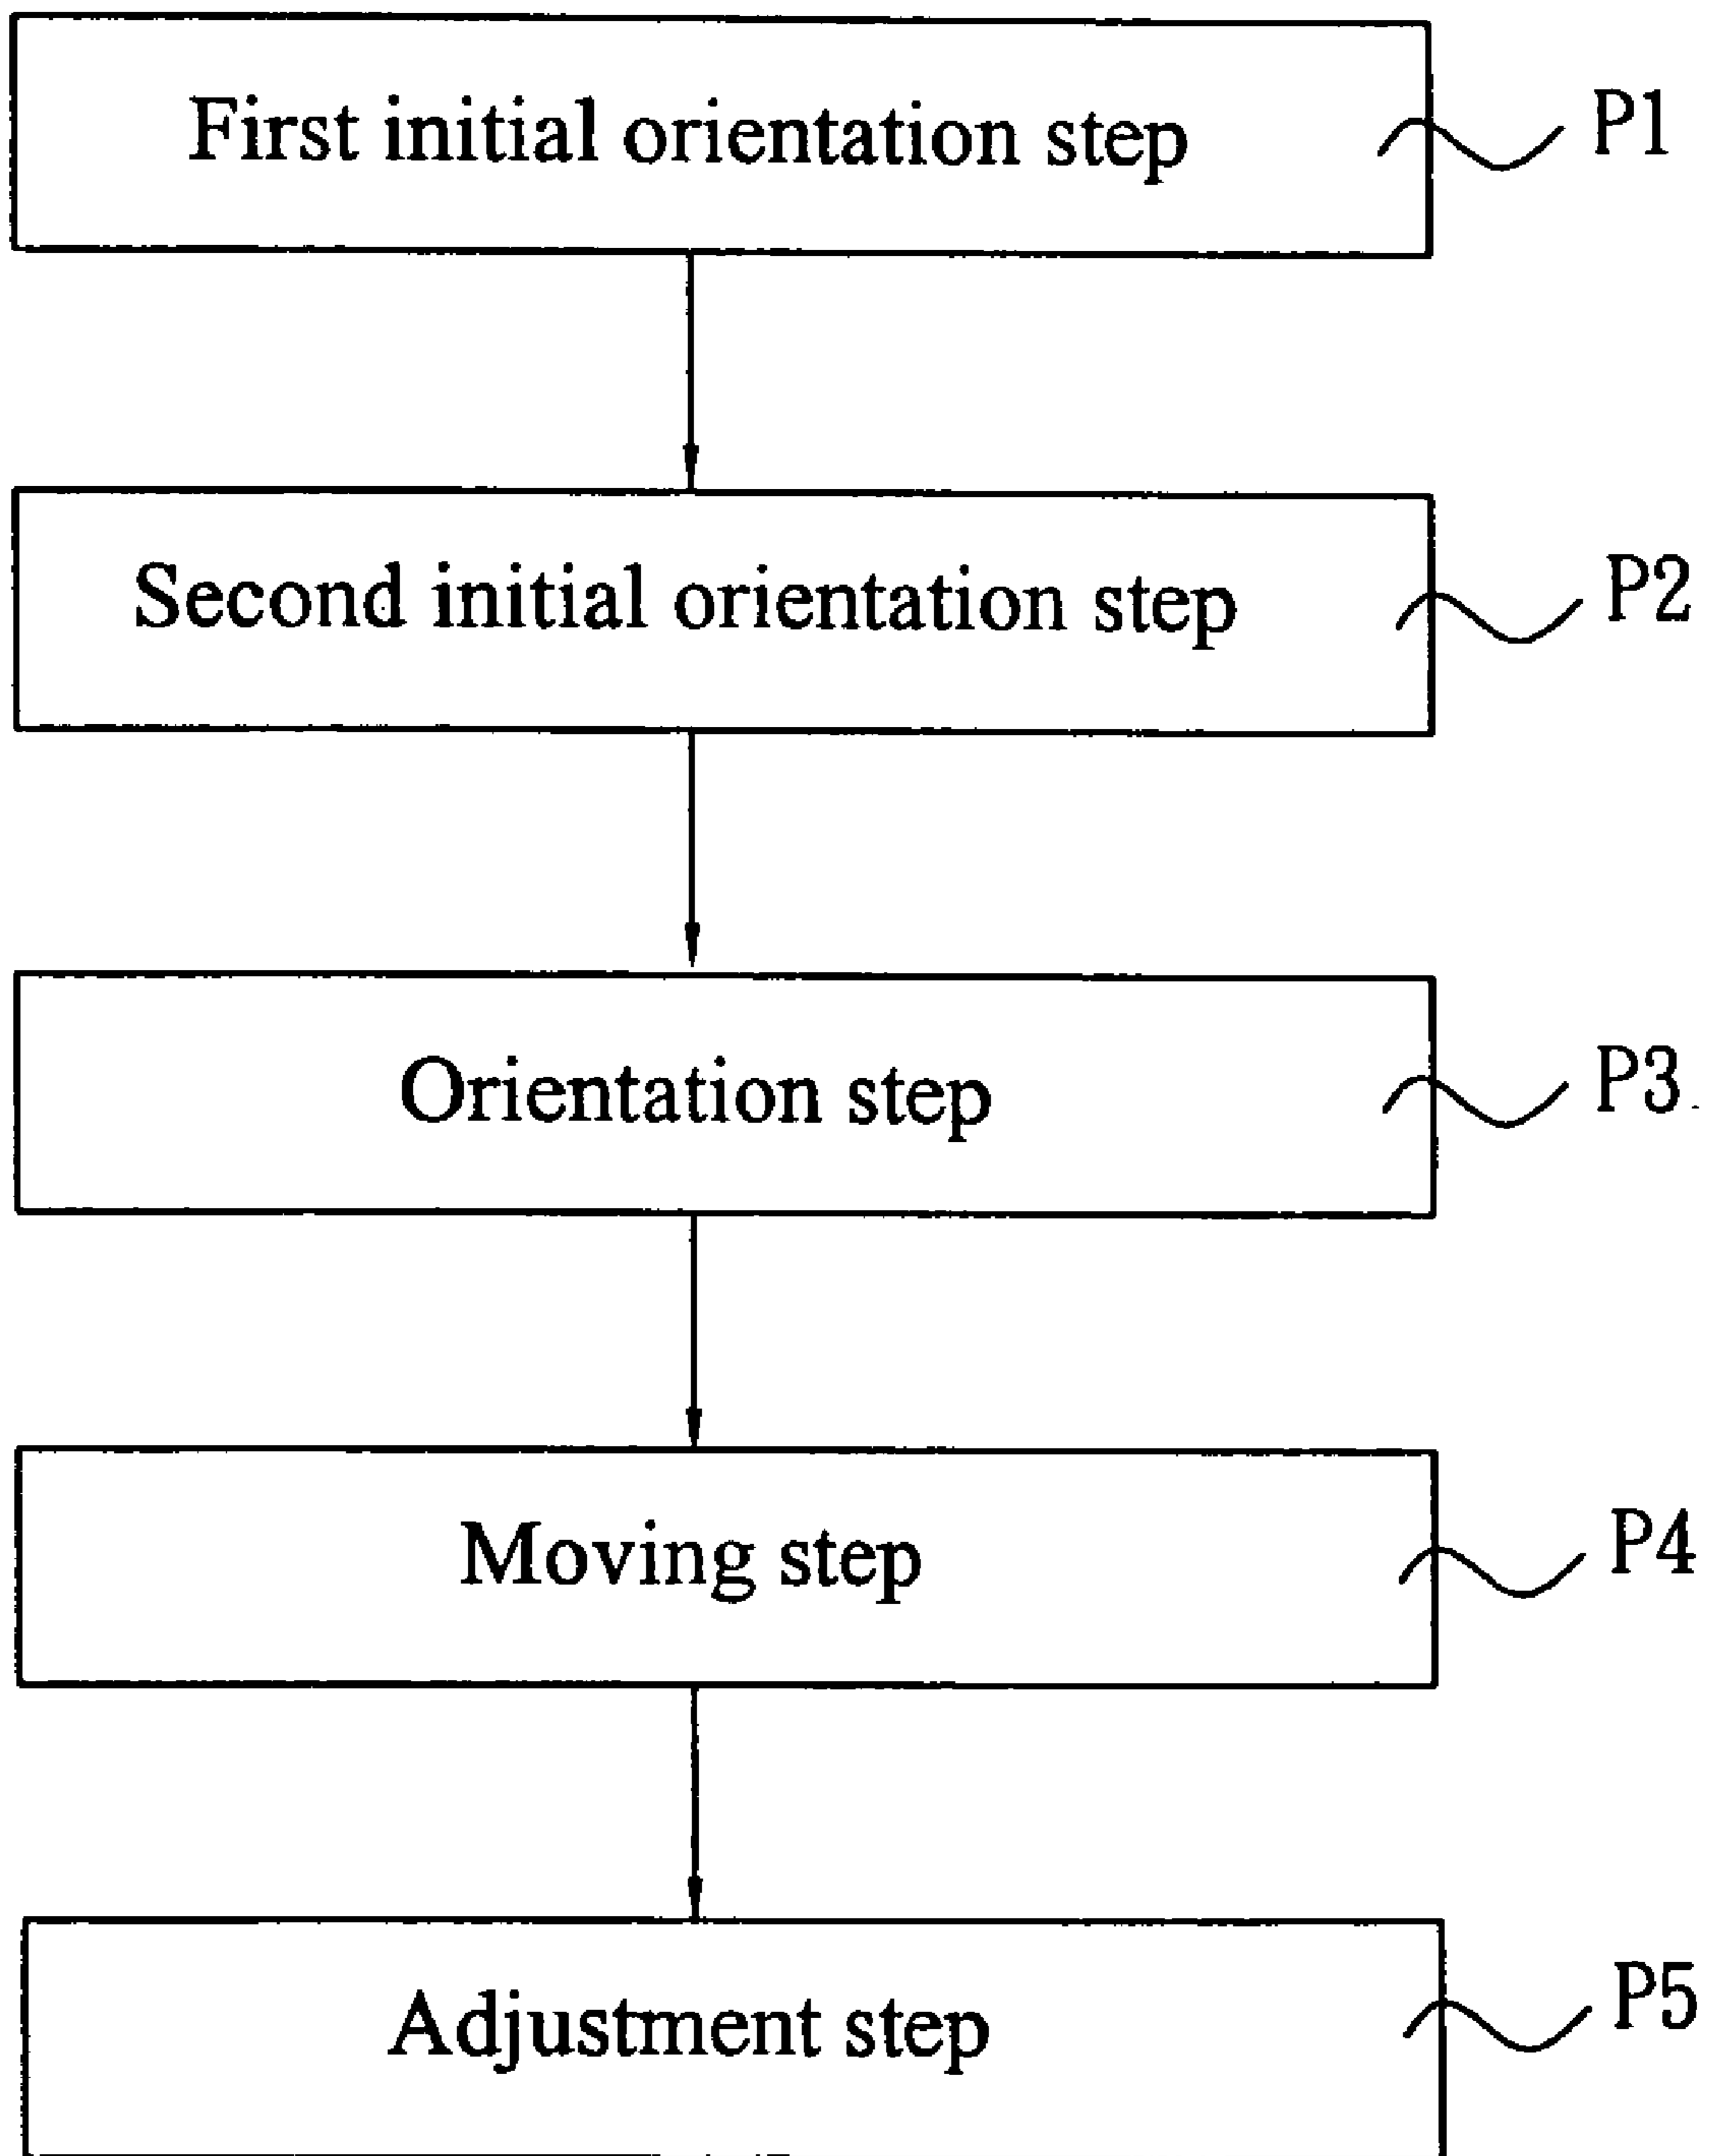 First initial orientation step P1
Second initial orientation step P2
Orientation step P3
Moving step P4
Adjustment step P5